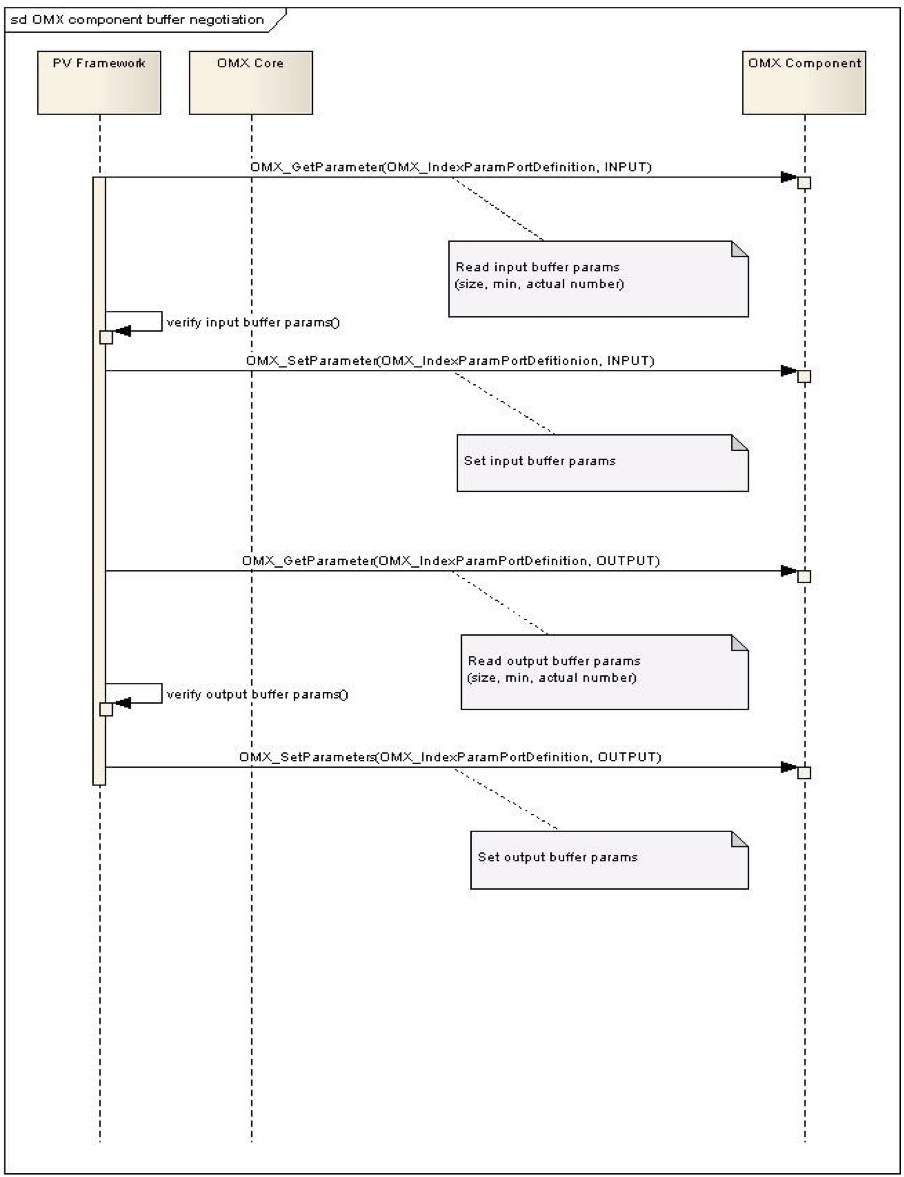 sd OMX component buffer negotiation
PV Framework
OMX Core
OMX Component
OMX_GetParameter(OMX_IndexParamPortDefinition, INPUT)
Read input buffer params
(size, min, actual number)
verify input buffer params()
OMX_SetParameter(OMX_IndexParamPortDefitionion, INPUT)
Set input buffer params
OMX_GetParameter(OMX_IndexParamPortDefinition, OUTPUT)
Read output buffer params
(size, min, actual number)
verify output buffer params()
OMX_SetParameters(OMX_IndexParamPortDefinition, OUTPUT)
Set output buffer params